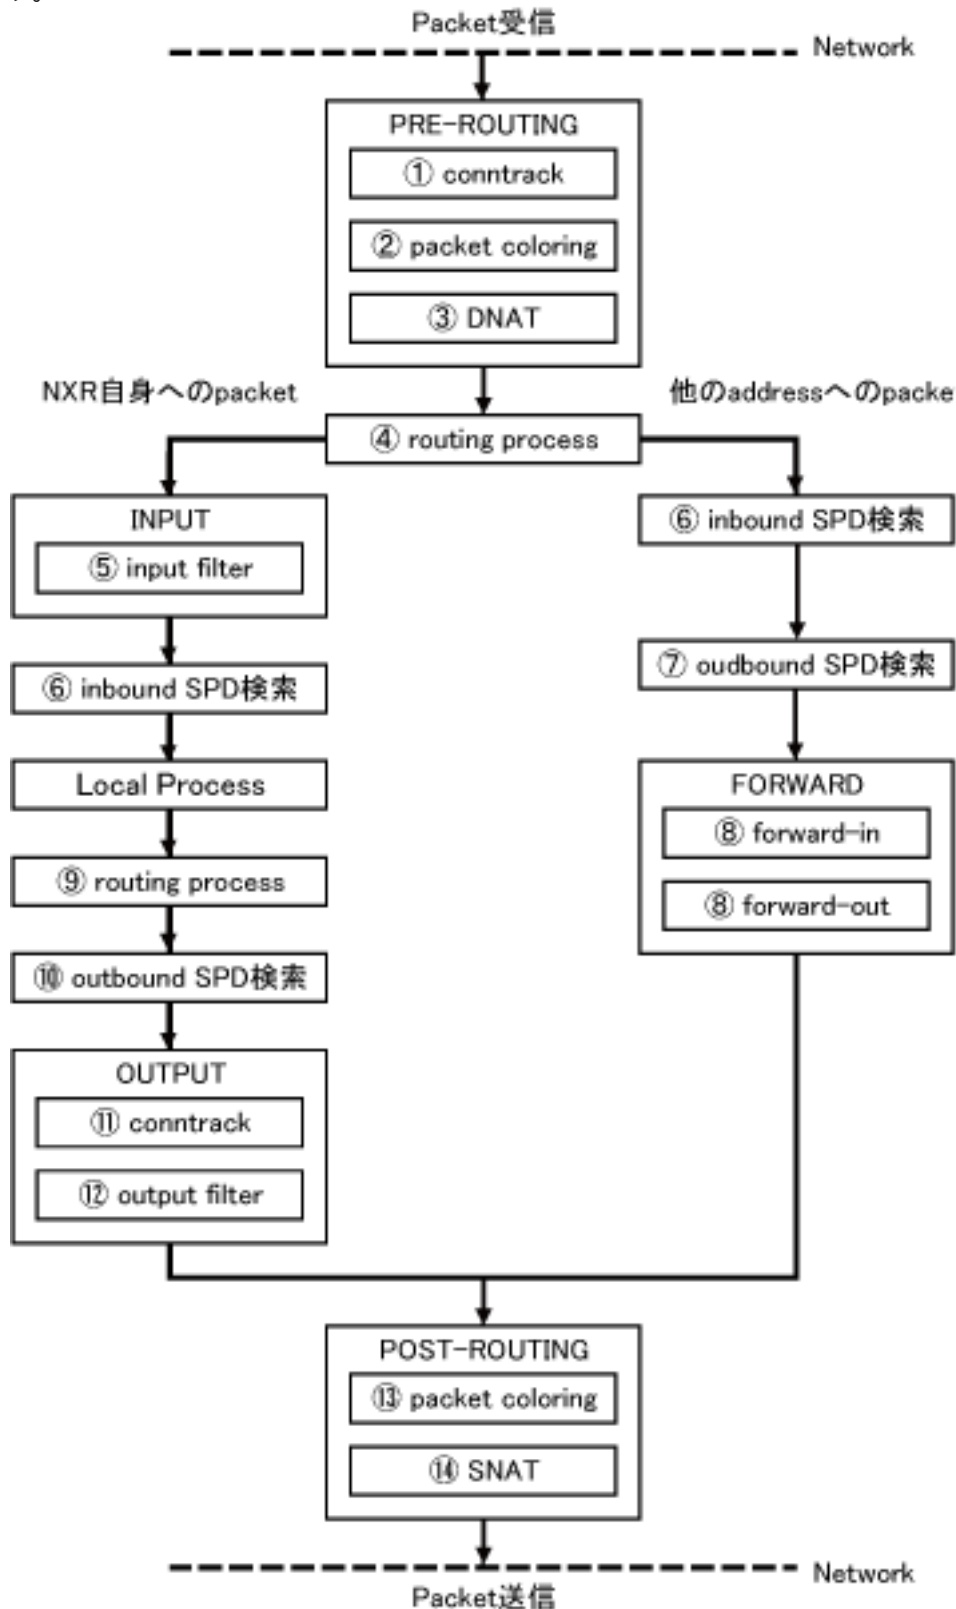 す。
Packet受信
Network
PRE-ROUTING
① conntrack
② packet coloring
③ DNAT
NXR自身へのpacket
他のaddressへのpacke
④ routing process
INPUT
⑤ input filter
⑥ inbound SPD検索
Local Process
⑨ routing process
⑩ outbound SPD検索
OUTPUT
⑪ conntrack
⑫ output filter
⑥ inbound SPD検索
⑦ oudbound SPD検索
FORWARD
⑧ forward-in
⑧ forward-out
POST-ROUTING
⑬ packet coloring
⑭ SNAT
Network
Packet送信